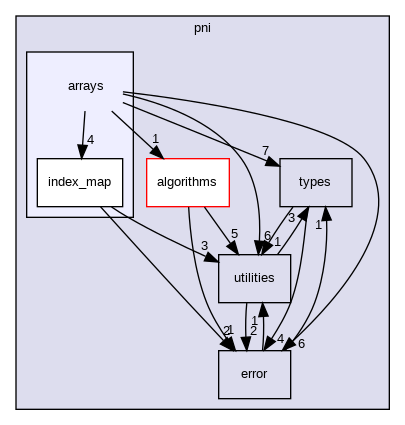 pni
arrays
4
1
7
index_map
algorithms
types
3
5
6
1
3
1
utilities
2
1
1
2
4
6
error